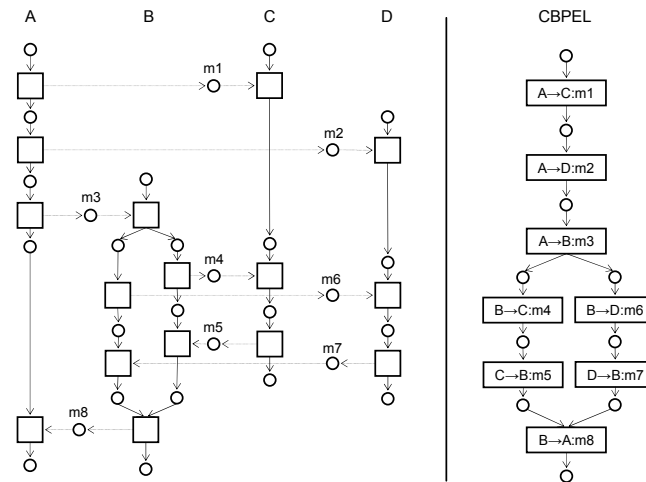 A B C D CBPEL
m1
A→C:m1
m2
A→D:m2
m3
A→B:m3
m4
m6
B→C:m4 B→D:m6
m5
m7
C→B:m5 D→B:m7
m8
B→A:m8